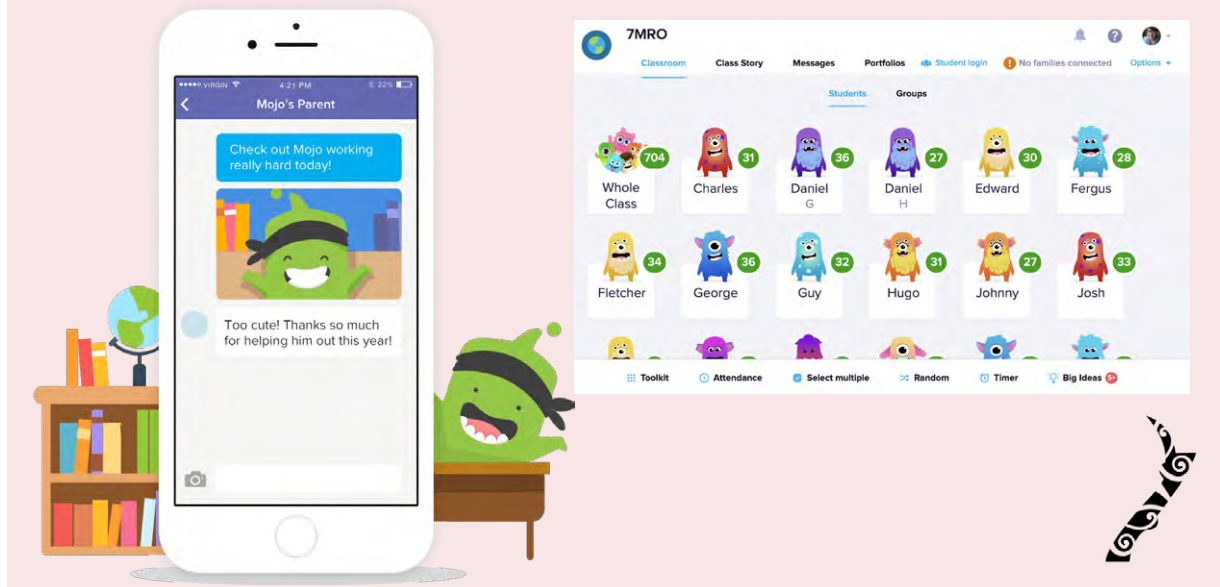 VIRGIN 4:21 PM 22%
Mojo's Parent
Check out Mojo working
really hard today!
Too cute! Thanks so much
for helping him out this year!
7MRO
Classroom Class Story Messages Portfolios Student login No families connected Options
Students Groups
704 31 36 27 30 28
Whole Class Charles Daniel G Daniel H Edward Fergus
34 36 32 31 27 33
Fletcher George Guy Hugo Johnny Josh
Toolkit Attendance Select multiple Random Timer Big Ideas 5+